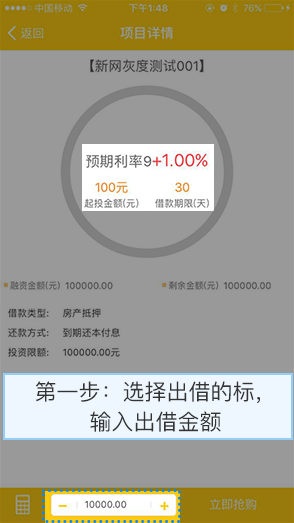 中国移动 下午1:48 76%
返回 项目详情
【新网灰度测试001】
预期利率9+1.00%
100元 30
起投金额(元) 借款期限(天)
融资金额(元) 100000.00 剩余金额(元) 100000.00
借款类型: 房产抵押
还款方式: 到期还本付息
投资限额: 100000.00元
第一步：选择出借的标,
输入出借金额
− 10000.00 + 立即抢购